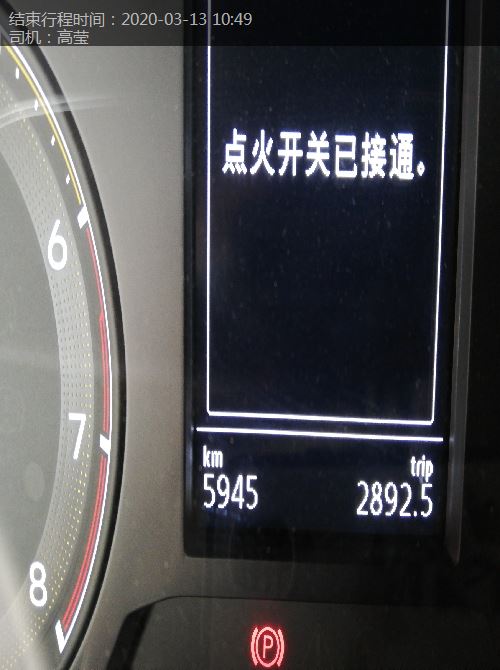 结束行程时间：2020-03-13 10:49
司机：高莹
点火开关已接通。
6
7
8
km
trip
5945
2892.5
P